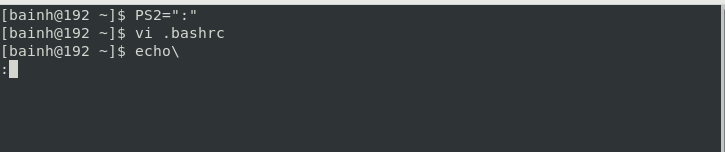 [bainh@192 ~]$ PS2=":"
[bainh@192 ~]$ vi .bashrc
[bainh@192 ~]$ echo\
: